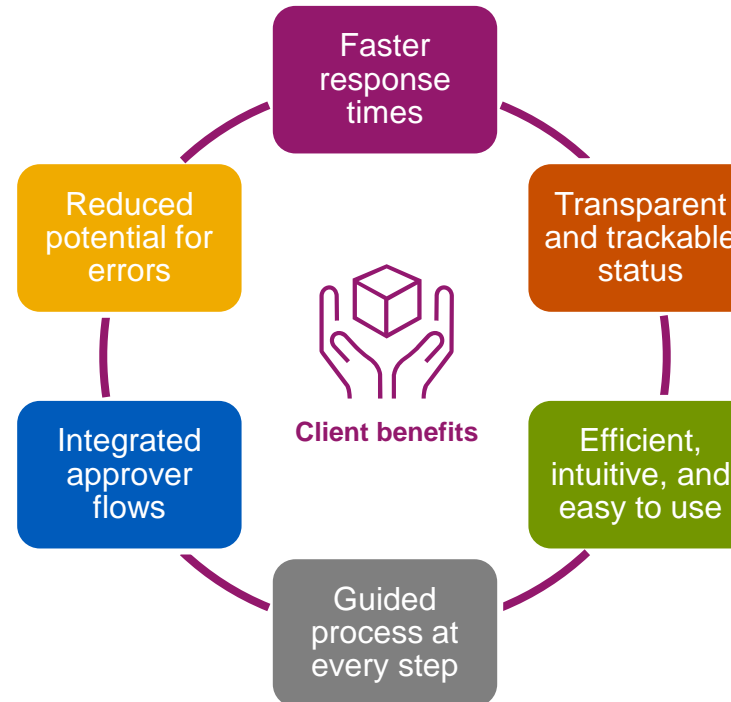 Faster
response
times
Transparent
and trackable
status
Efficient,
intuitive, and
easy to use
Guided
process at
every step
Integrated
approver
flows
Reduced
potential for
errors
Client benefits